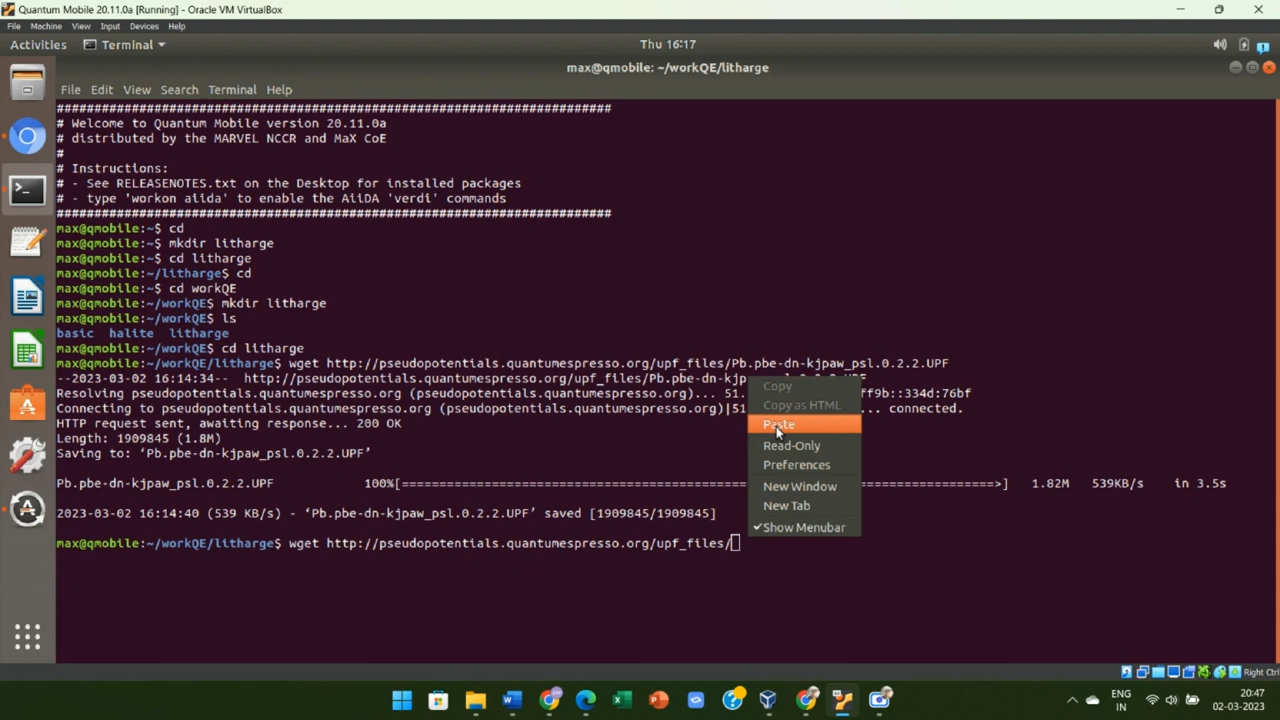 Quantum Mobile 20.11.0a [Running] - Oracle VM VirtualBox
File Machine View Input Devices Help
Activities Terminal Thu 16:17
max@qmobile: ~/workQE/litharge
File Edit View Search Terminal Help
##########################################################################
# Welcome to Quantum Mobile version 20.11.0a
# distributed by the MARVEL NCCR and MaX CoE
#
# Instructions:
# - See RELEASENOTES.txt on the Desktop for installed packages
# - type 'workon aiida' to enable the AiiDA 'verdi' commands
##########################################################################
max@qmobile:~$ cd
max@qmobile:~$ mkdir litharge
max@qmobile:~$ cd litharge
max@qmobile:~/litharge$ cd
max@qmobile:~$ cd workQE
max@qmobile:~/workQE$ mkdir litharge
max@qmobile:~/workQE$ ls
basic halite litharge
max@qmobile:~/workQE$ cd litharge
max@qmobile:~/workQE/litharge$ wget http://pseudopotentials.quantumespresso.org/upf_files/Pb.pbe-dn-kjpaw_psl.0.2.2.UPF
--2023-03-02 16:14:34-- http://pseudopotentials.quantumespresso.org/upf_files/Pb.pbe-dn-kjp
Resolving pseudopotentials.quantumespresso.org (pseudopotentials.quantumespresso.org)... 51. ff9b::334d:76bf
Connecting to pseudopotentials.quantumespresso.org (pseudopotentials.quantumespresso.org)|51 ... connected.
HTTP request sent, awaiting response... 200 OK
Length: 1909845 (1.8M)
Saving to: ‘Pb.pbe-dn-kjpaw_psl.0.2.2.UPF’
Pb.pbe-dn-kjpaw_psl.0.2.2.UPF 100%[=====================================>] 1.82M 539KB/s in 3.5s
2023-03-02 16:14:40 (539 KB/s) - ‘Pb.pbe-dn-kjpaw_psl.0.2.2.UPF’ saved [1909845/1909845]
max@qmobile:~/workQE/litharge$ wget http://pseudopotentials.quantumespresso.org/upf_files/
Copy
Copy as HTML
Paste
Read-Only
Preferences
New Window
New Tab
✓Show Menubar
Right Ctrl
ENG
IN
20:47
02-03-2023